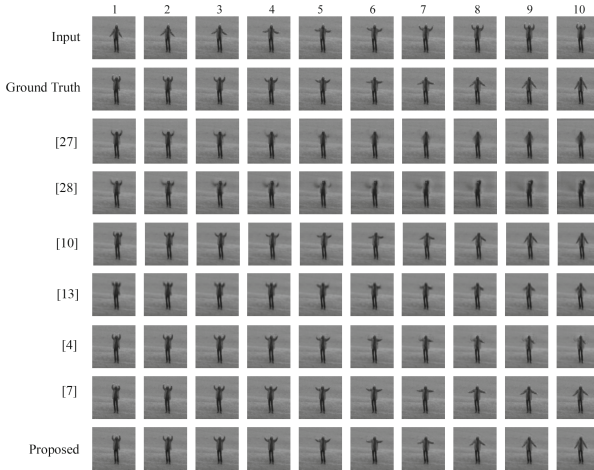 1 2 3 4 5 6 7 8 9 10
Input
Ground Truth
[27]
[28]
[10]
[13]
[4]
[7]
Proposed